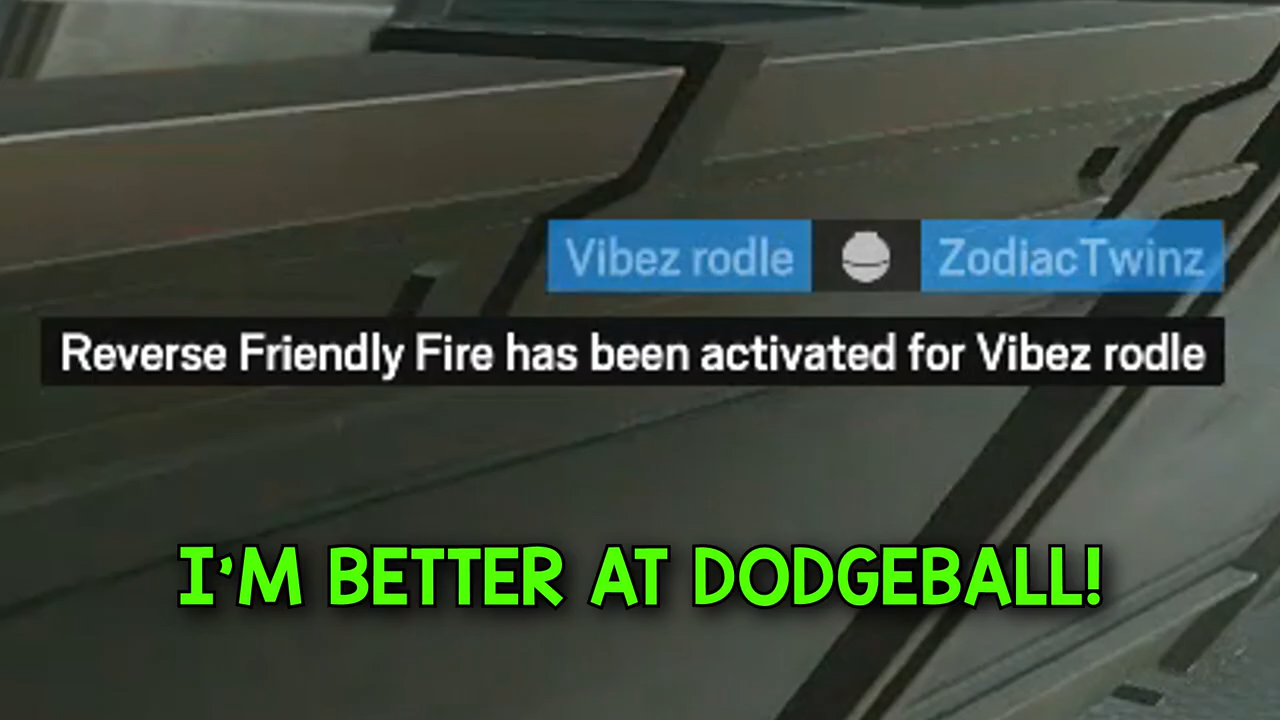 Vibez rodle ZodiacTwinz
Reverse Friendly Fire has been activated for Vibez rodle
I'M BETTER AT DODGEBALL!